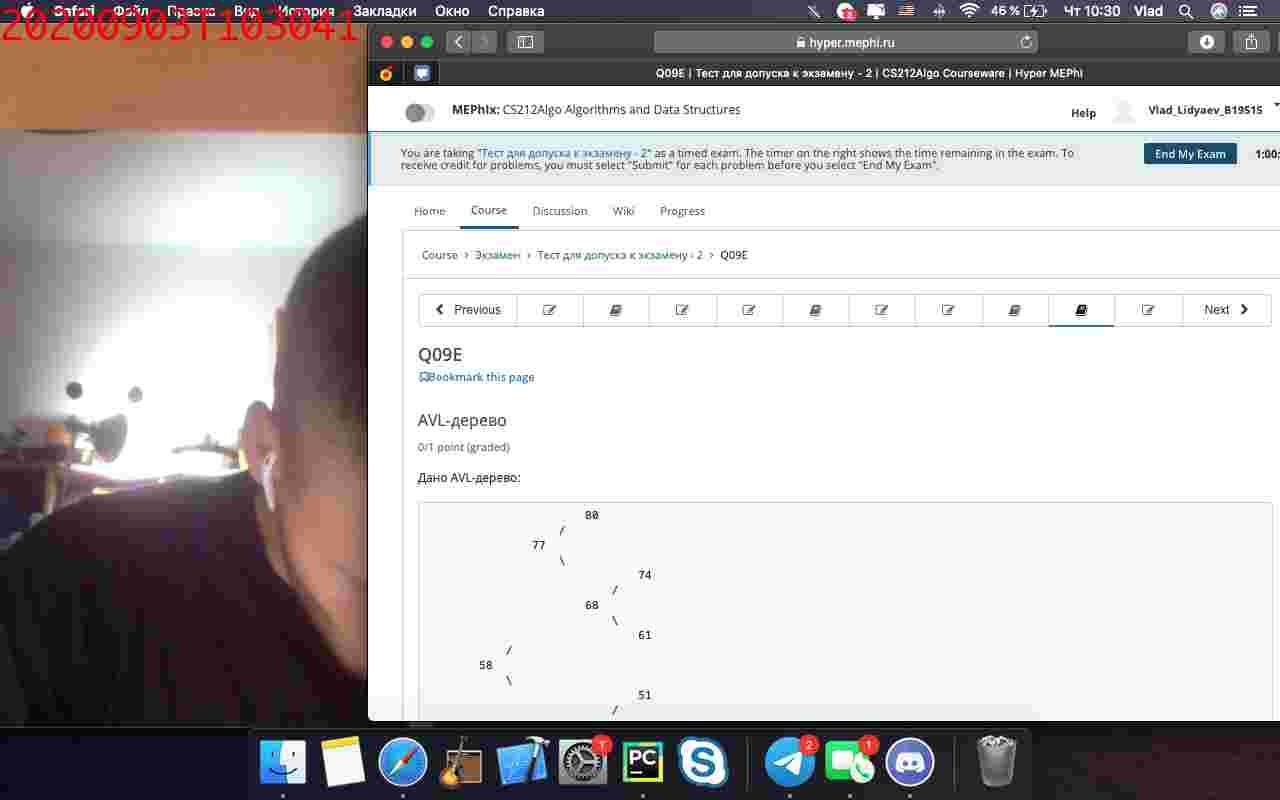 Safari Файл Правка Вид История Закладки Окно Справка 46 % Чт 10:30 Vlad
20200903T103041
hyper.mephi.ru
Q09E | Тест для допуска к экзамену - 2 | CS212Algo Courseware | Hyper MEPhI
MEPhIx: CS212Algo Algorithms and Data Structures
Help
Vlad_Lidyaev_B19515
You are taking "Тест для допуска к экзамену - 2" as a timed exam. The timer on the right shows the time remaining in the exam. To
receive credit for problems, you must select "Submit" for each problem before you select "End My Exam".
End My Exam
1:00:
Home Course Discussion Wiki Progress
Course > Экзамен > Тест для допуска к экзамену - 2 > Q09E
Previous
Next
Q09E
Bookmark this page
AVL-дерево
0/1 point (graded)
Дано AVL-дерево:
80
/
77
\
74
/
68
\
61
/
58
\
51
/
2
1
PC